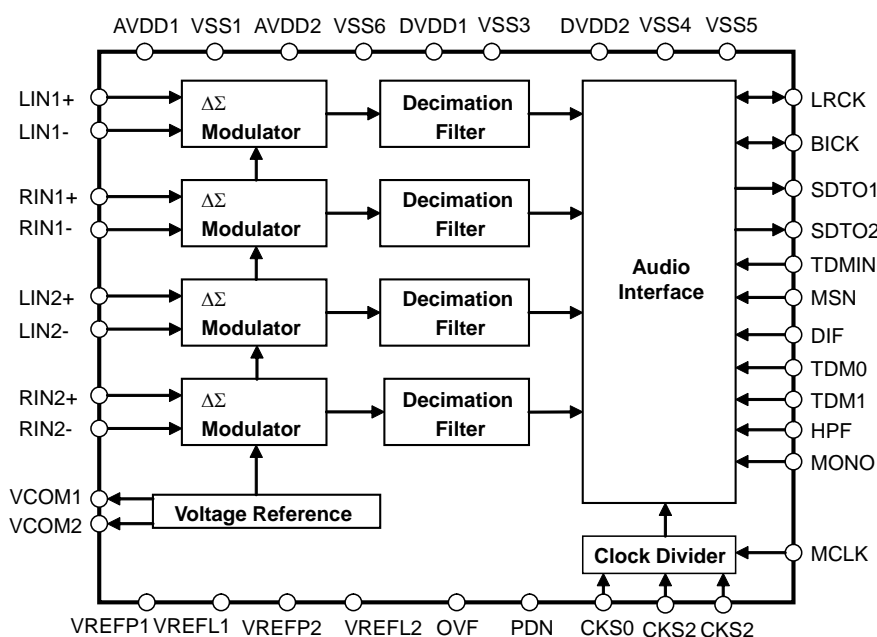 AVDD1 VSS1 AVDD2 VSS6 DVDD1 VSS3 DVDD2 VSS4 VSS5
LIN1+
LIN1-
ΔΣ
Modulator
Decimation
Filter
LRCK
BICK
RIN1+
RIN1-
ΔΣ
Modulator
Decimation
Filter
SDTO1
SDTO2
Audio
Interface
TDMIN
MSN
LIN2+
LIN2-
ΔΣ
Modulator
Decimation
Filter
DIF
TDM0
RIN2+
RIN2-
ΔΣ
Modulator
Decimation
Filter
TDM1
HPF
MONO
VCOM1
VCOM2
Voltage Reference
Clock Divider
MCLK
VREFP1 VREFL1 VREFP2 VREFL2 OVF PDN CKS0 CKS2 CKS2